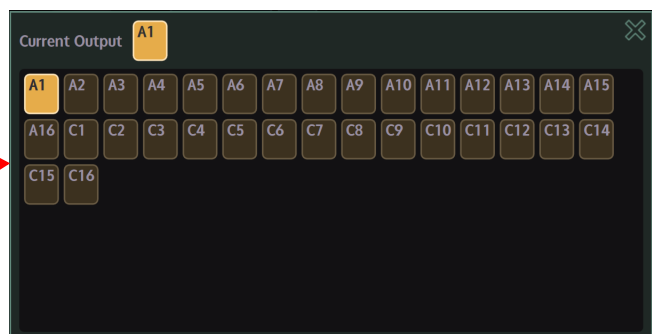 Current Output A1
A1 A2 A3 A4 A5 A6 A7 A8 A9 A10 A11 A12 A13 A14 A15
A16 C1 C2 C3 C4 C5 C6 C7 C8 C9 C10 C11 C12 C13 C14
C15 C16